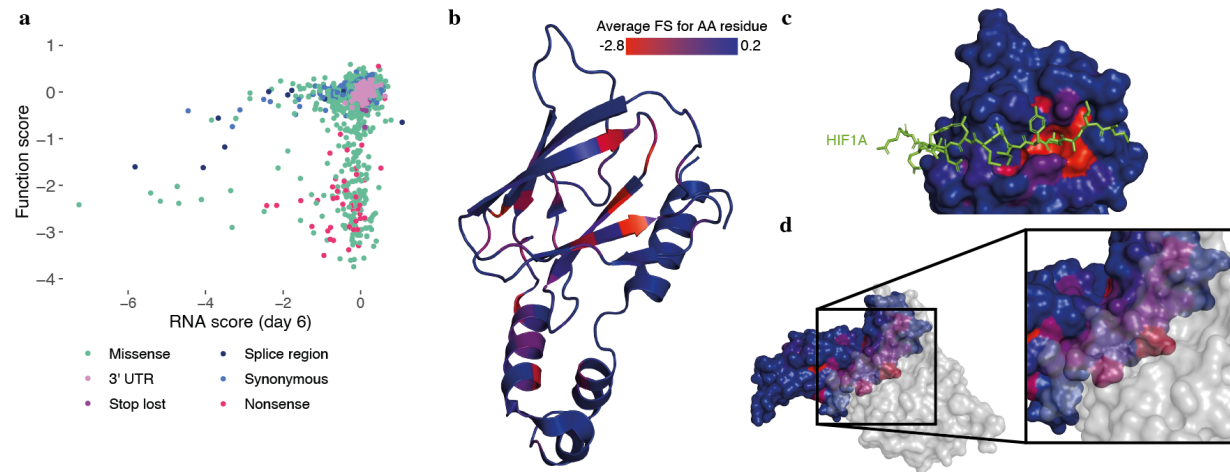 a
1
0
−1
−2
−3
−4
Function score
−6
−4
−2
0
RNA score (day 6)
Missense
3' UTR
Stop lost
Splice region
Synonymous
Nonsense
b
Average FS for AA residue
-2.8
0.2
c
HIF1A
d